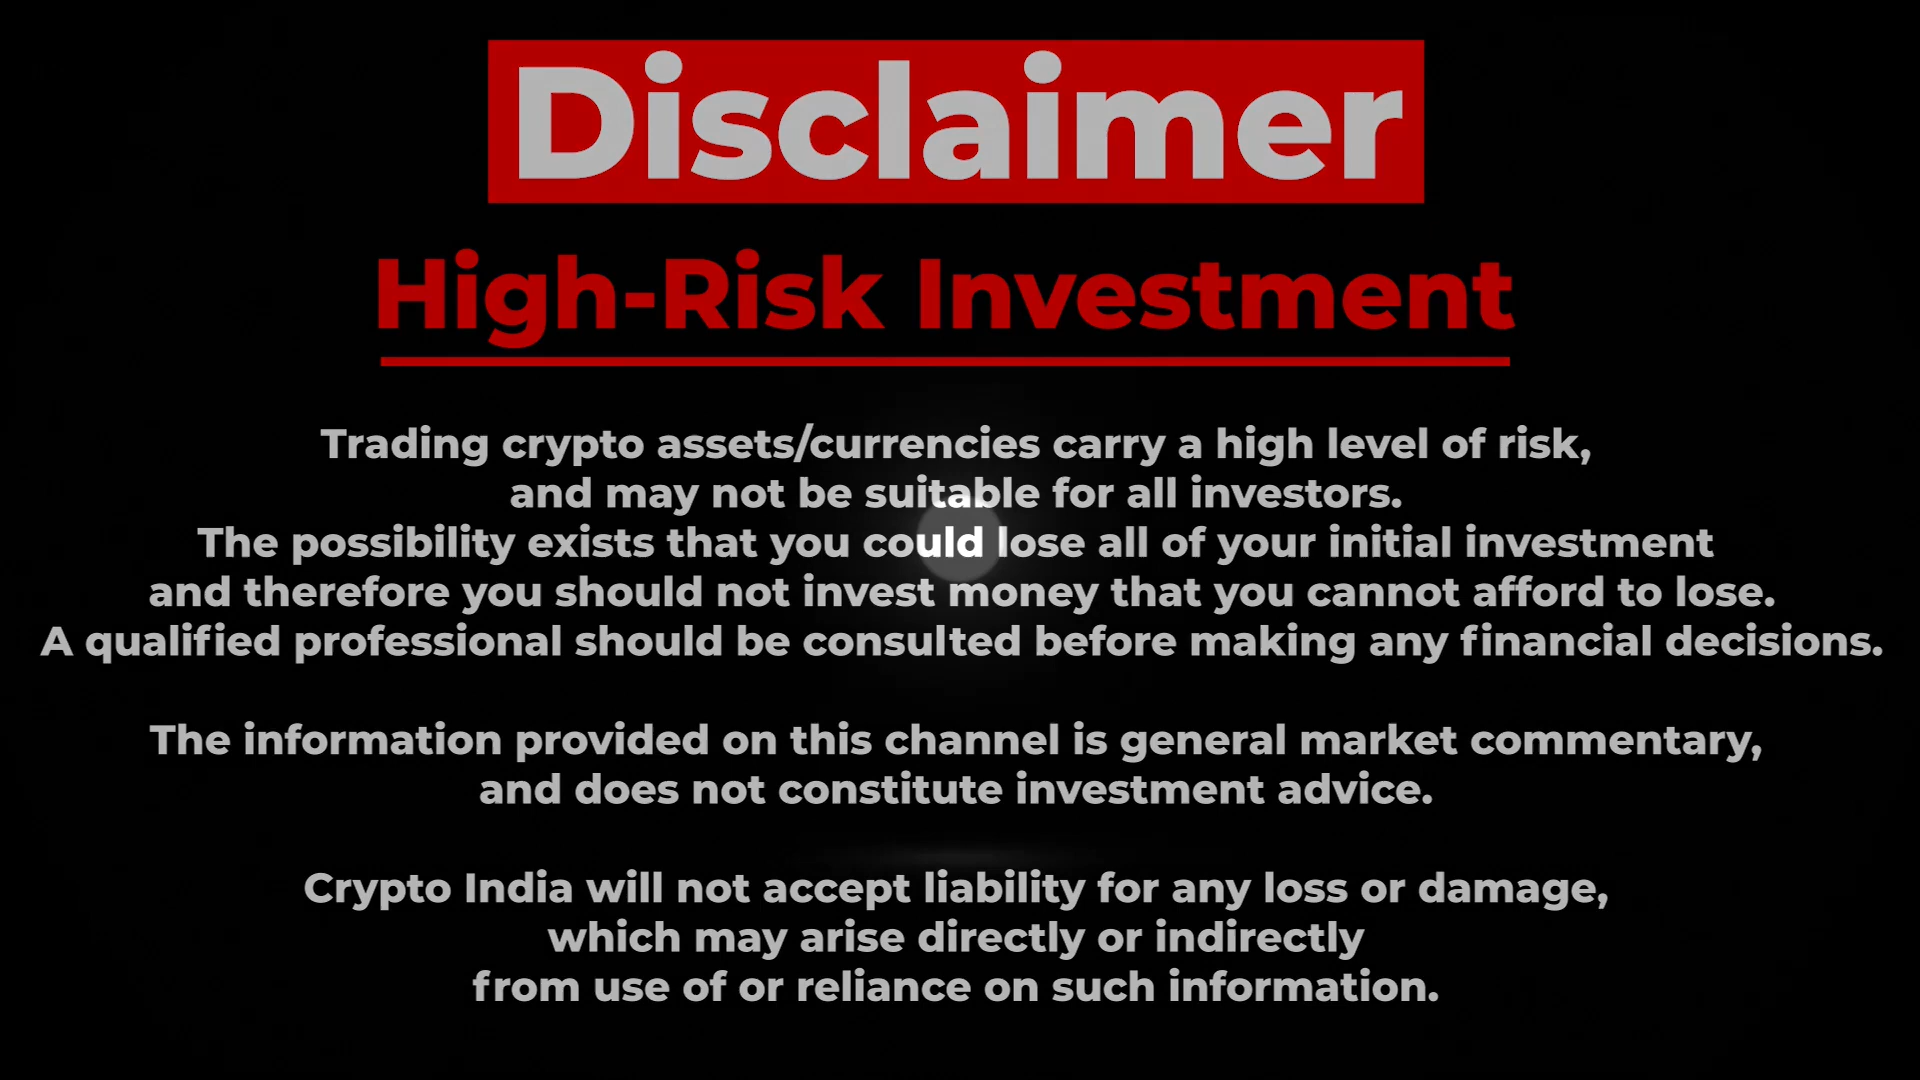 Disclaimer
High-Risk Investment
Trading crypto assets/currencies carry a high level of risk,
and may not be suitable for all investors.
The possibility exists that you could lose all of your initial investment
and therefore you should not invest money that you cannot afford to lose.
A qualified professional should be consulted before making any financial decisions.
The information provided on this channel is general market commentary,
and does not constitute investment advice.
Crypto India will not accept liability for any loss or damage,
which may arise directly or indirectly
from use of or reliance on such information.